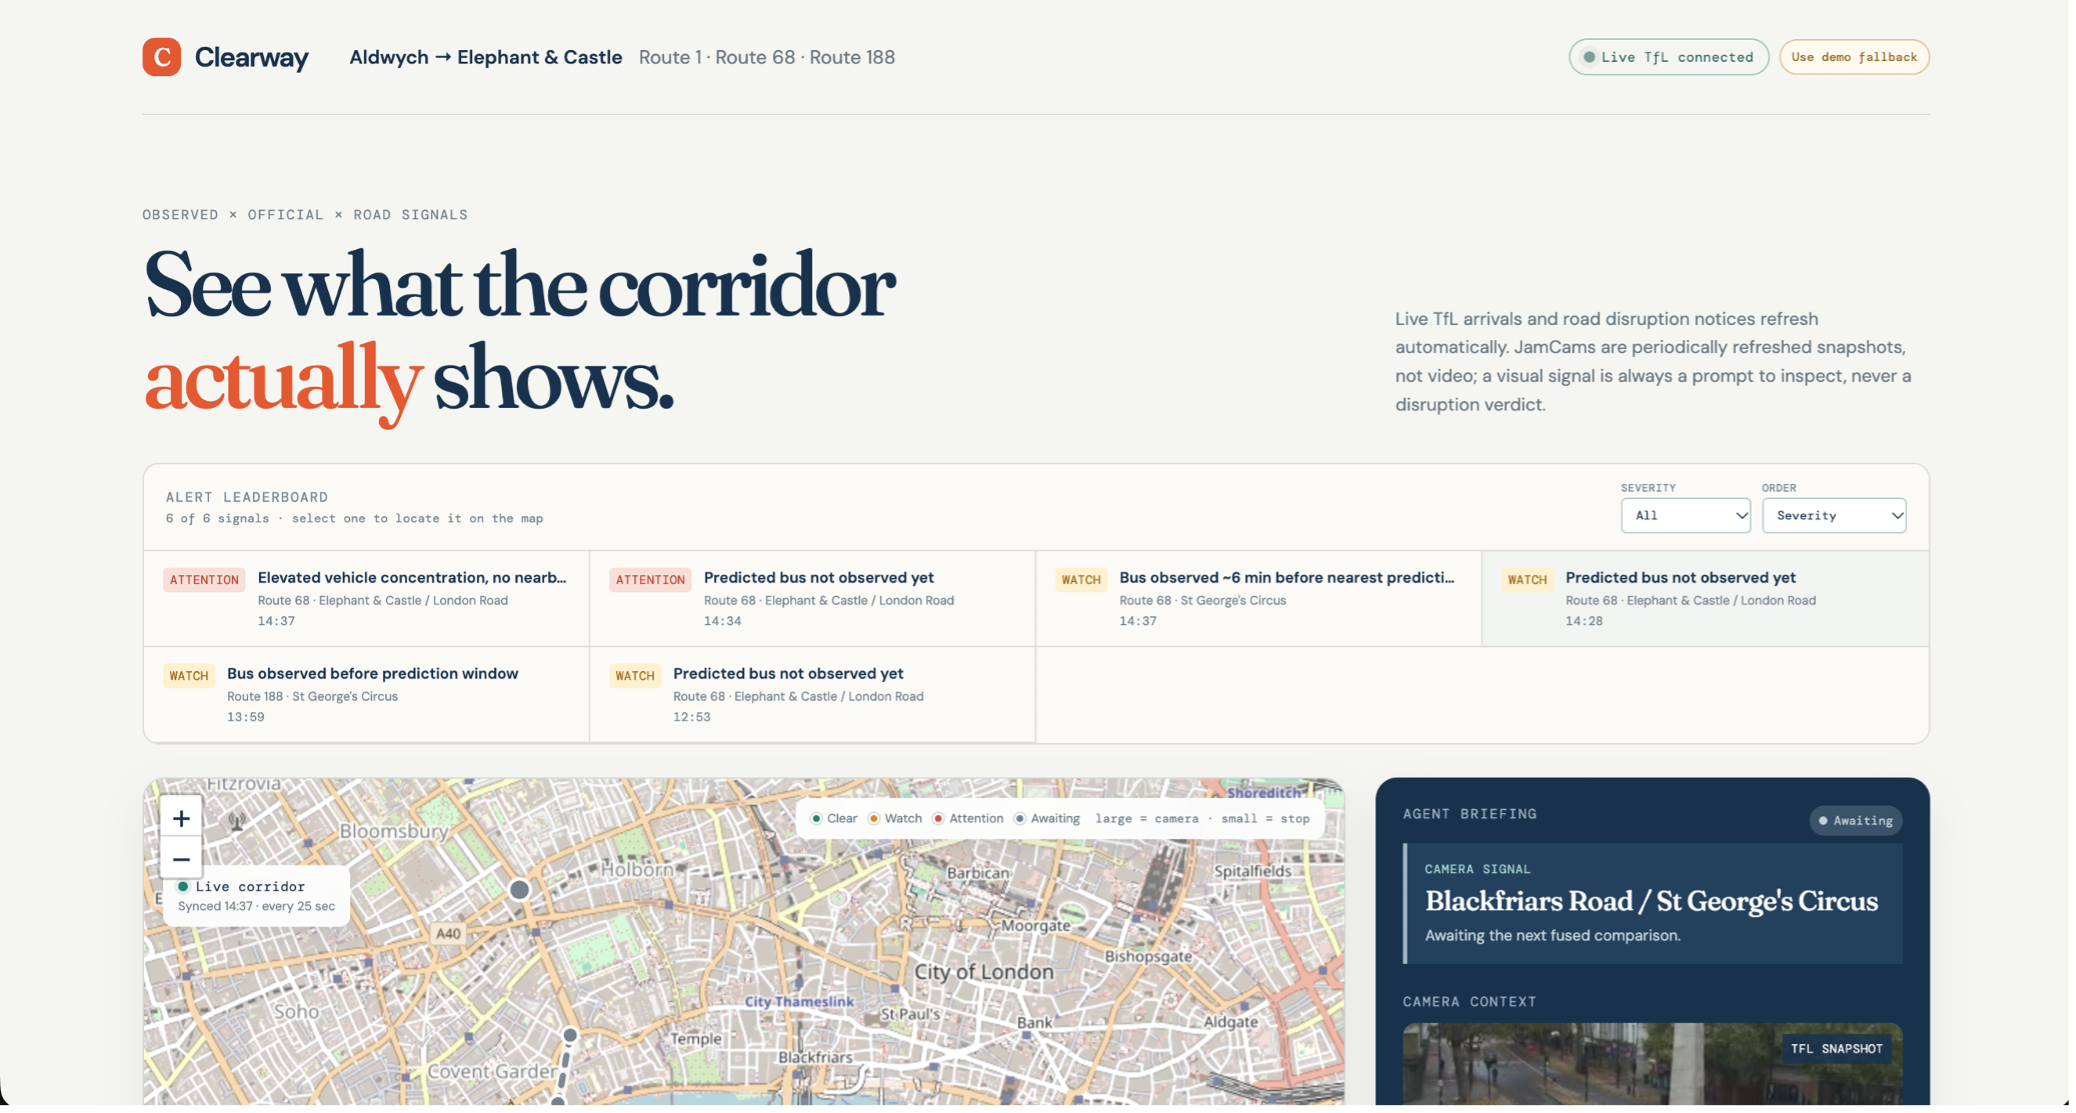 C Clearway
Aldwych → Elephant & Castle Route 1 · Route 68 · Route 188
Live TfL connected
Use demo fallback
OBSERVED × OFFICIAL × ROAD SIGNALS
See what the corridor
actually shows.
Live TfL arrivals and road disruption notices refresh
automatically. JamCams are periodically refreshed snapshots,
not video; a visual signal is always a prompt to inspect, never a
disruption verdict.
ALERT LEADERBOARD
6 of 6 signals · select one to locate it on the map
SEVERITY
All
ORDER
Severity
ATTENTION Elevated vehicle concentration, no nearb...
Route 68 · Elephant & Castle / London Road
14:37
ATTENTION Predicted bus not observed yet
Route 68 · Elephant & Castle / London Road
14:34
WATCH Bus observed ~6 min before nearest predicti...
Route 68 · St George's Circus
14:37
WATCH Predicted bus not observed yet
Route 68 · Elephant & Castle / London Road
14:28
WATCH Bus observed before prediction window
Route 188 · St George's Circus
13:59
WATCH Predicted bus not observed yet
Route 68 · Elephant & Castle / London Road
12:53
+
−
Live corridor
Synced 14:37 · every 25 sec
Clear Watch Attention Awaiting large = camera · small = stop
Fitzrovia
Shoreditch
Bloomsbury
Holborn
Barbican
Spitalfields
A40
Moorgate
Bishopsgate
City of London
City Thameslink
Soho
St Paul's
Bank
Aldgate
Temple
Blackfriars
Covent Garden
AGENT BRIEFING
Awaiting
CAMERA SIGNAL
Blackfriars Road / St George's Circus
Awaiting the next fused comparison.
CAMERA CONTEXT
TFL SNAPSHOT